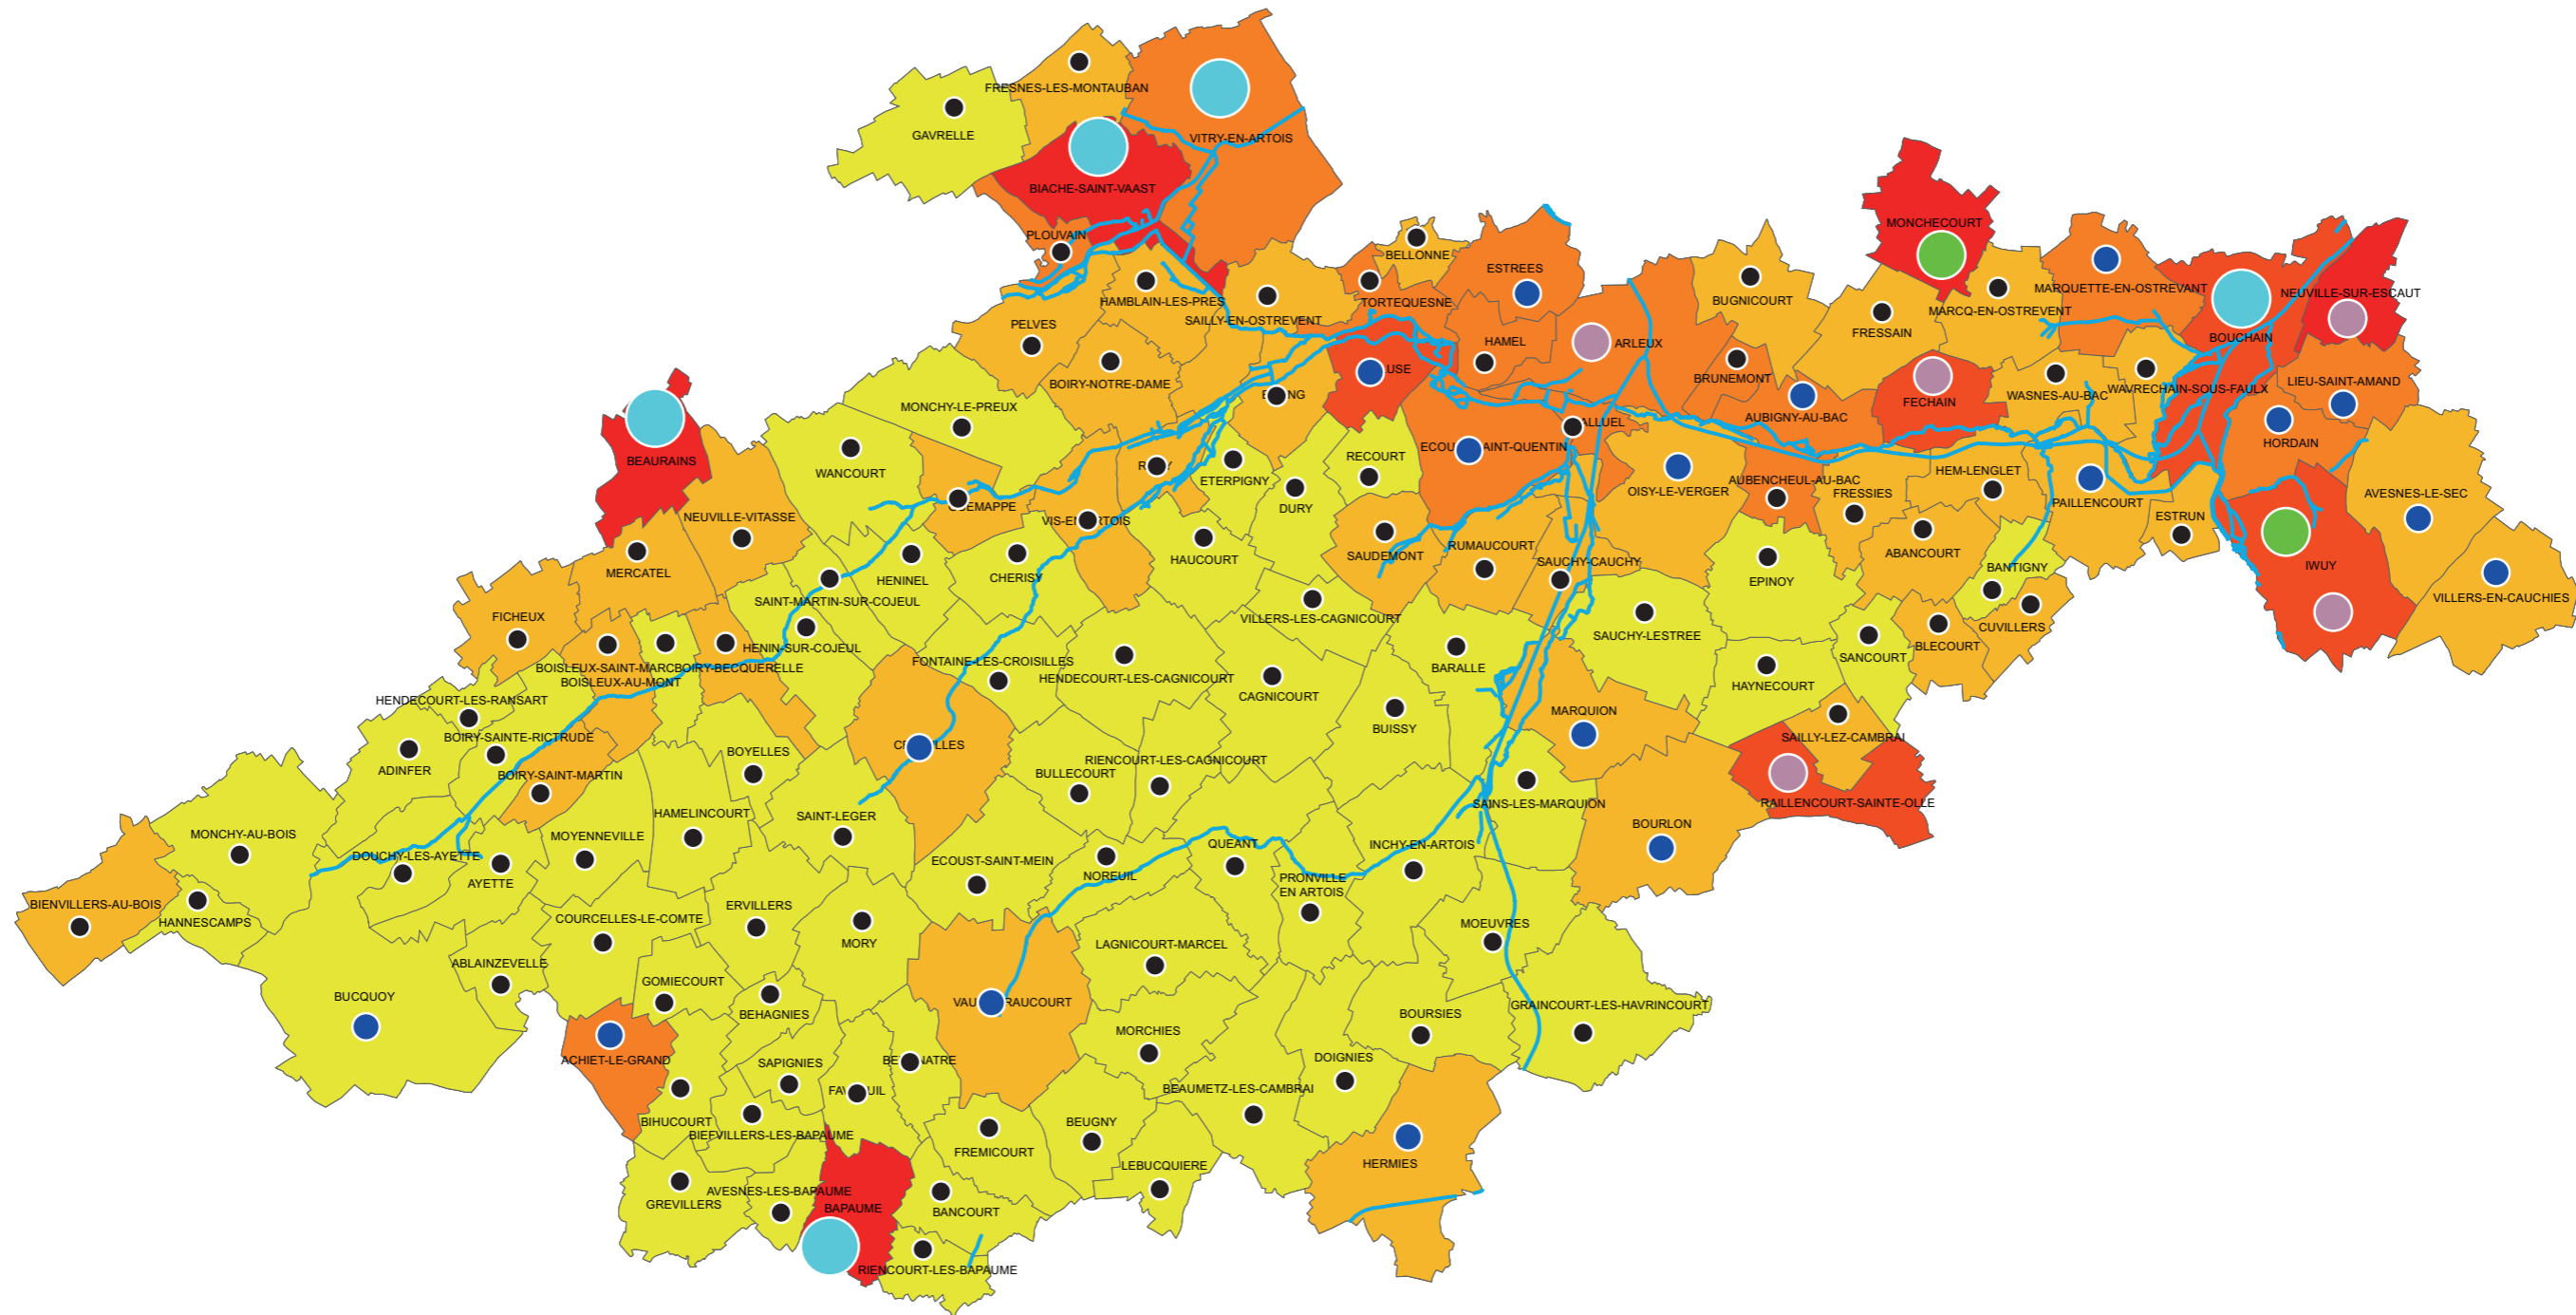 FRESNES-LES-MONTAUBAN
GAVRELLE
VITRY-EN-ARTOIS
BIACHE-SAINT-VAAST
PLOUVAIN
MONCHECOURT
BELLONNE
ESTREES
TORTEQUESNE
HAMBLAIN-LES-PRES
SAILLY-EN-OSTREVENT
PELVES
BUGNICOURT
FRESSAIN
MARCQ-EN-OSTREVENT
MARQUETTE-EN-OSTREVANT
NEUVILLE-SUR-ESCAUT
BOUCHAIN
HAMEL
ARLEUX
BRUNEMONT
BOIRY-NOTRE-DAME
AUBIGNY-AU-BAC
FECHAIN
WASNES-AU-BAC
WAVRECHAIN-SOUS-FAULX
LIEU-SAINT-AMAND
HORDAIN
MONCHY-LE-PREUX
BEAURAINS
WANCOURT
RECOURT
ETERPIGNY
DURY
OISY-LE-VERGER
AUBENCHEUL-AU-BAC
FRESSIES
HEM-LENGLET
PAILLENCOURT
ESTRUN
AVESNES-LE-SEC
NEUVILLE-VITASSE
HAUCOURT
SAUDEMONT
RUMAUCOURT
SAUCHY-CAUCHY
EPINOY
ABANCOURT
BANTIGNY
IWUY
VILLERS-EN-CAUCHIES
MERCATEL
HENINEL
CHERISY
SAINT-MARTIN-SUR-COJEUL
VILLERS-LES-CAGNICOURT
SAUCHY-LESTREE
CUVILLERS
BLECOURT
SANCOURT
FICHEUX
HENIN-SUR-COJEUL
BOISLEUX-SAINT-MARC
BOIRY-BECQUERELLE
BOISLEUX-AU-MONT
FONTAINE-LES-CROISILLES
HENDECOURT-LES-CAGNICOURT
CAGNICOURT
BARALLE
HAYNECOURT
HENDECOURT-LES-RANSART
BOIRY-SAINTE-RICTRUDE
ADINFER
BOIRY-SAINT-MARTIN
BOYELLES
BUISSY
MARQUION
SAILLY-LEZ-CAMBRAI
RIENCOURT-LES-CAGNICOURT
BULLECOURT
SAINS-LES-MARQUION
RAILLENCOURT-SAINTE-OLLE
BOURLON
MONCHY-AU-BOIS
MOYENNEVILLE
HAMELINCOURT
SAINT-LEGER
DOUCHY-LES-AYETTE
AYETTE
ECOUST-SAINT-MEIN
NOREUIL
QUEANT
INCHY-EN-ARTOIS
PRONVILLE
EN ARTOIS
BIENVILLERS-AU-BOIS
HANNESCAMPS
COURCELLES-LE-COMTE
ERVILLERS
MORY
LAGNICOURT-MARCEL
MOEUVRES
ABLAINZEVELLE
GOMIECOURT
BUCQUOY
BEHAGNIES
MORCHIES
BOURSIES
GRAINCOURT-LES-HAVRINCOURT
ACHIET-LE-GRAND
SAPIGNIES
DOIGNIES
BEAUMETZ-LES-CAMBRAI
BIHUCOURT
BIEFVILLERS-LES-BAPAUME
FREMICOURT
BEUGNY
LEBUCQUIERE
HERMIES
GREVILLERS
AVESNES-LES-BAPAUME
BAPAUME
BANCOURT
RIENCOURT-LES-BAPAUME